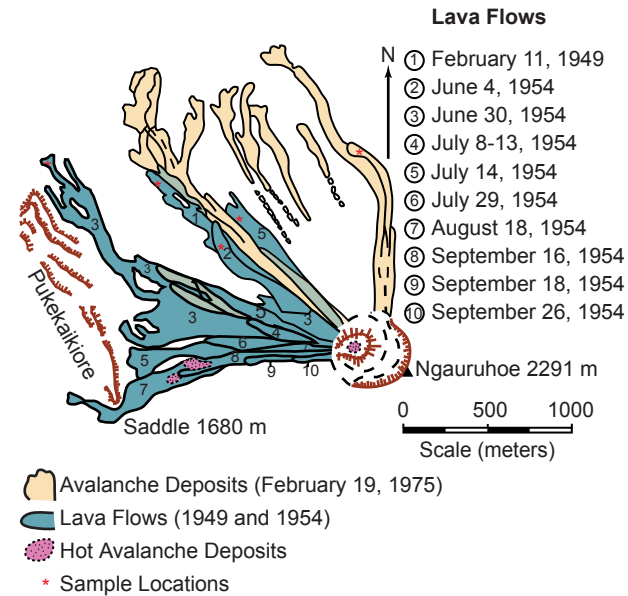 Lava Flows
N
1 February 11, 1949
2 June 4, 1954
3 June 30, 1954
4 July 8-13, 1954
5 July 14, 1954
6 July 29, 1954
7 August 18, 1954
8 September 16, 1954
9 September 18, 1954
10 September 26, 1954
1
5
2
3
3
5
3
3
4
6
7
5
8
9
10
7
Pukekaikiore
Ngauruhoe 2291 m
Saddle 1680 m
0 500 1000
Scale (meters)
Avalanche Deposits (February 19, 1975)
Lava Flows (1949 and 1954)
Hot Avalanche Deposits
* Sample Locations